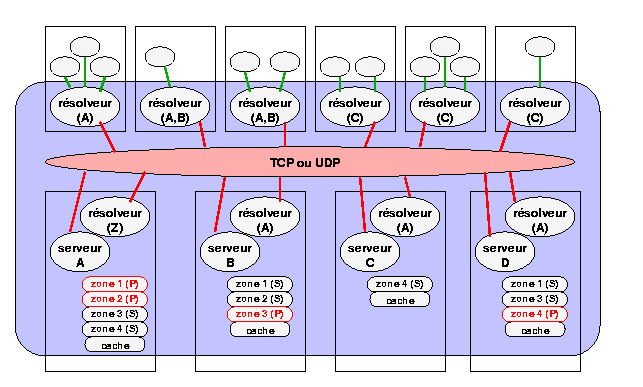 résolveur
(A)
résolveur
(A,B)
résolveur
(A,B)
résolveur
(C)
résolveur
(C)
résolveur
(C)
TCP ou UDP
résolveur
(Z)
serveur
A
zone 1 (P)
zone 2 (P)
zone 3 (S)
zone 4 (S)
cache
résolveur
(A)
serveur
B
zone 1 (S)
zone 2 (S)
zone 3 (P)
cache
résolveur
(A)
serveur
C
zone 4 (S)
cache
résolveur
(A)
serveur
D
zone 1 (S)
zone 3 (S)
zone 4 (P)
cache